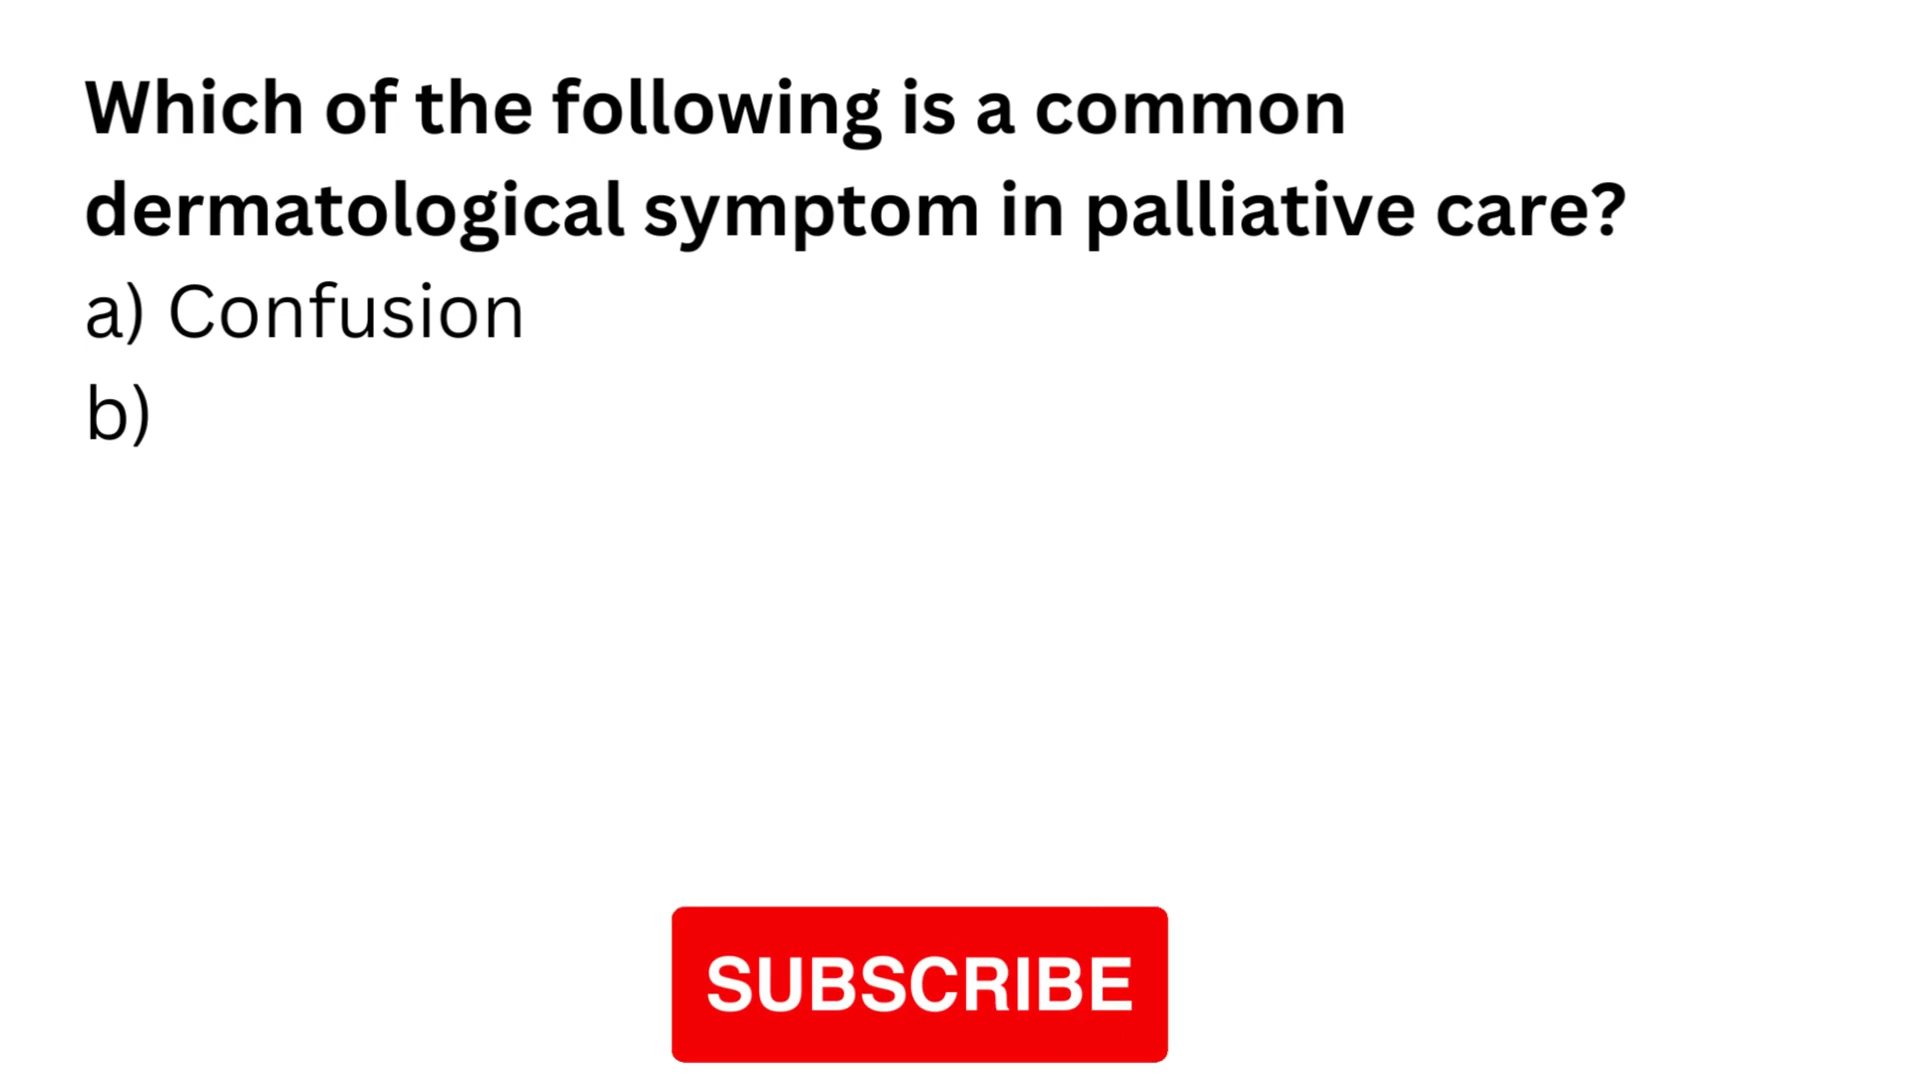 Which of the following is a common
dermatological symptom in palliative care?
a) Confusion
b)
SUBSCRIBE